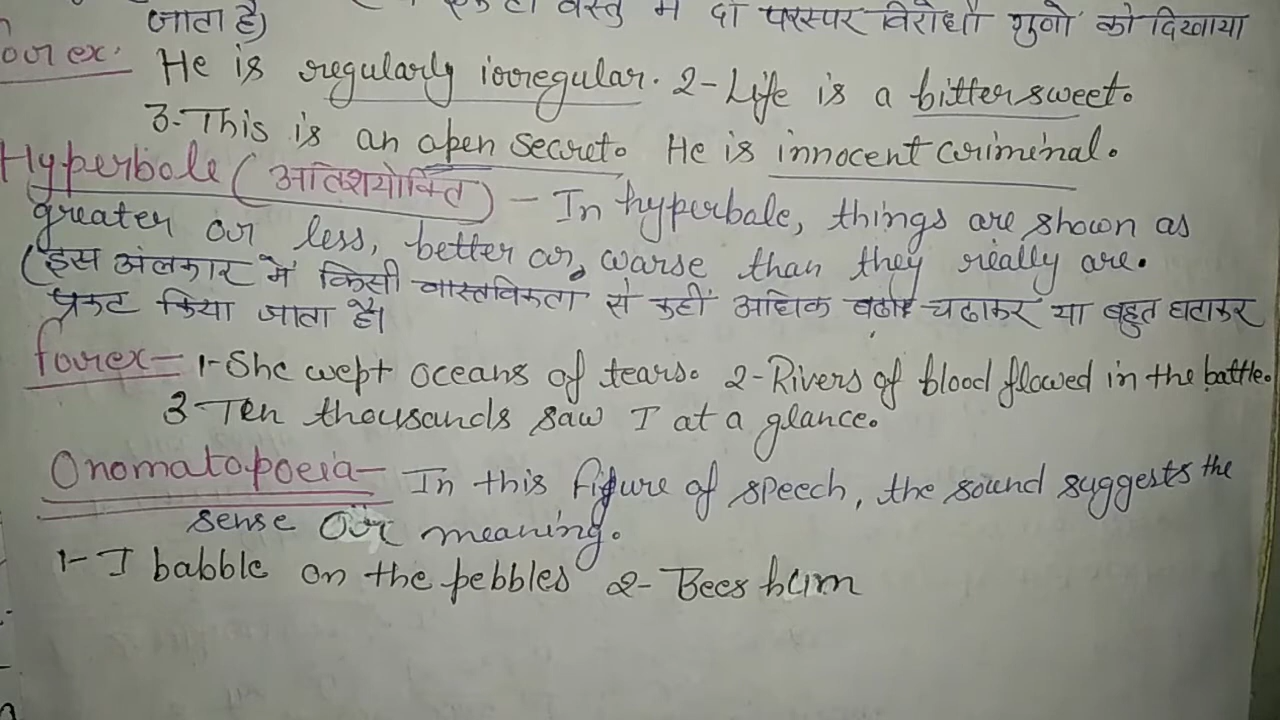 एक ही वस्तु में दो परस्पर विरोधी गुणों को दिखाया
जाता है)
for ex. He is regularly irregular. 2- Life is a bitter sweet.
3- This is an open secret. He is innocent criminal.
Hyperbole (अतिशयोक्ति) - In hyperbale, things are shown as
greater or less, better or, warse than they really are.
(इस अंलकार में किसी वास्तविकता से कहीं अधिक बढा चढाकर या बहुत घटाकर
प्रकट किया जाता है।
for ex - 1- She wept oceans of tears. 2- Rivers of blood flowed in the battle.
3- Ten thousands saw I at a glance.
Onomatopoeia - In this figure of speech, the sound suggests the
sense or meaning.
1- I babble on the pebbles 2- Bees hum